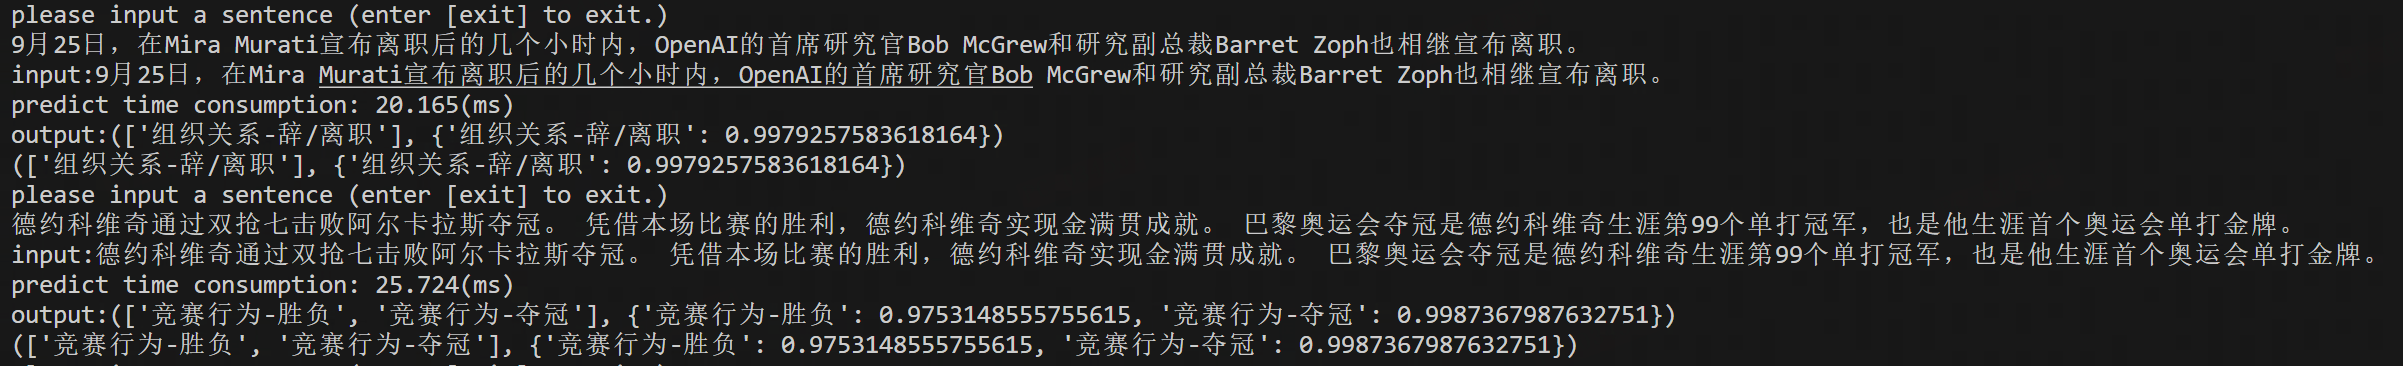 please input a sentence (enter [exit] to exit.)
9月25日，在Mira Murati宣布离职后的几个小时内，OpenAI的首席研究官Bob McGrew和研究副总裁Barret Zoph也相继宣布离职。
input:9月25日，在Mira Murati宣布离职后的几个小时内，OpenAI的首席研究官Bob McGrew和研究副总裁Barret Zoph也相继宣布离职。
predict time consumption: 20.165(ms)
output:(['组织关系-辞/离职'], {'组织关系-辞/离职': 0.9979257583618164})
(['组织关系-辞/离职'], {'组织关系-辞/离职': 0.9979257583618164})
please input a sentence (enter [exit] to exit.)
德约科维奇通过双抢七击败阿尔卡拉斯夺冠。 凭借本场比赛的胜利，德约科维奇实现金满贯成就。 巴黎奥运会夺冠是德约科维奇生涯第99个单打冠军，也是他生涯首个奥运会单打金牌。
input:德约科维奇通过双抢七击败阿尔卡拉斯夺冠。 凭借本场比赛的胜利，德约科维奇实现金满贯成就。 巴黎奥运会夺冠是德约科维奇生涯第99个单打冠军，也是他生涯首个奥运会单打金牌。
predict time consumption: 25.724(ms)
output:(['竞赛行为-胜负', '竞赛行为-夺冠'], {'竞赛行为-胜负': 0.9753148555755615, '竞赛行为-夺冠': 0.9987367987632751})
(['竞赛行为-胜负', '竞赛行为-夺冠'], {'竞赛行为-胜负': 0.9753148555755615, '竞赛行为-夺冠': 0.9987367987632751})